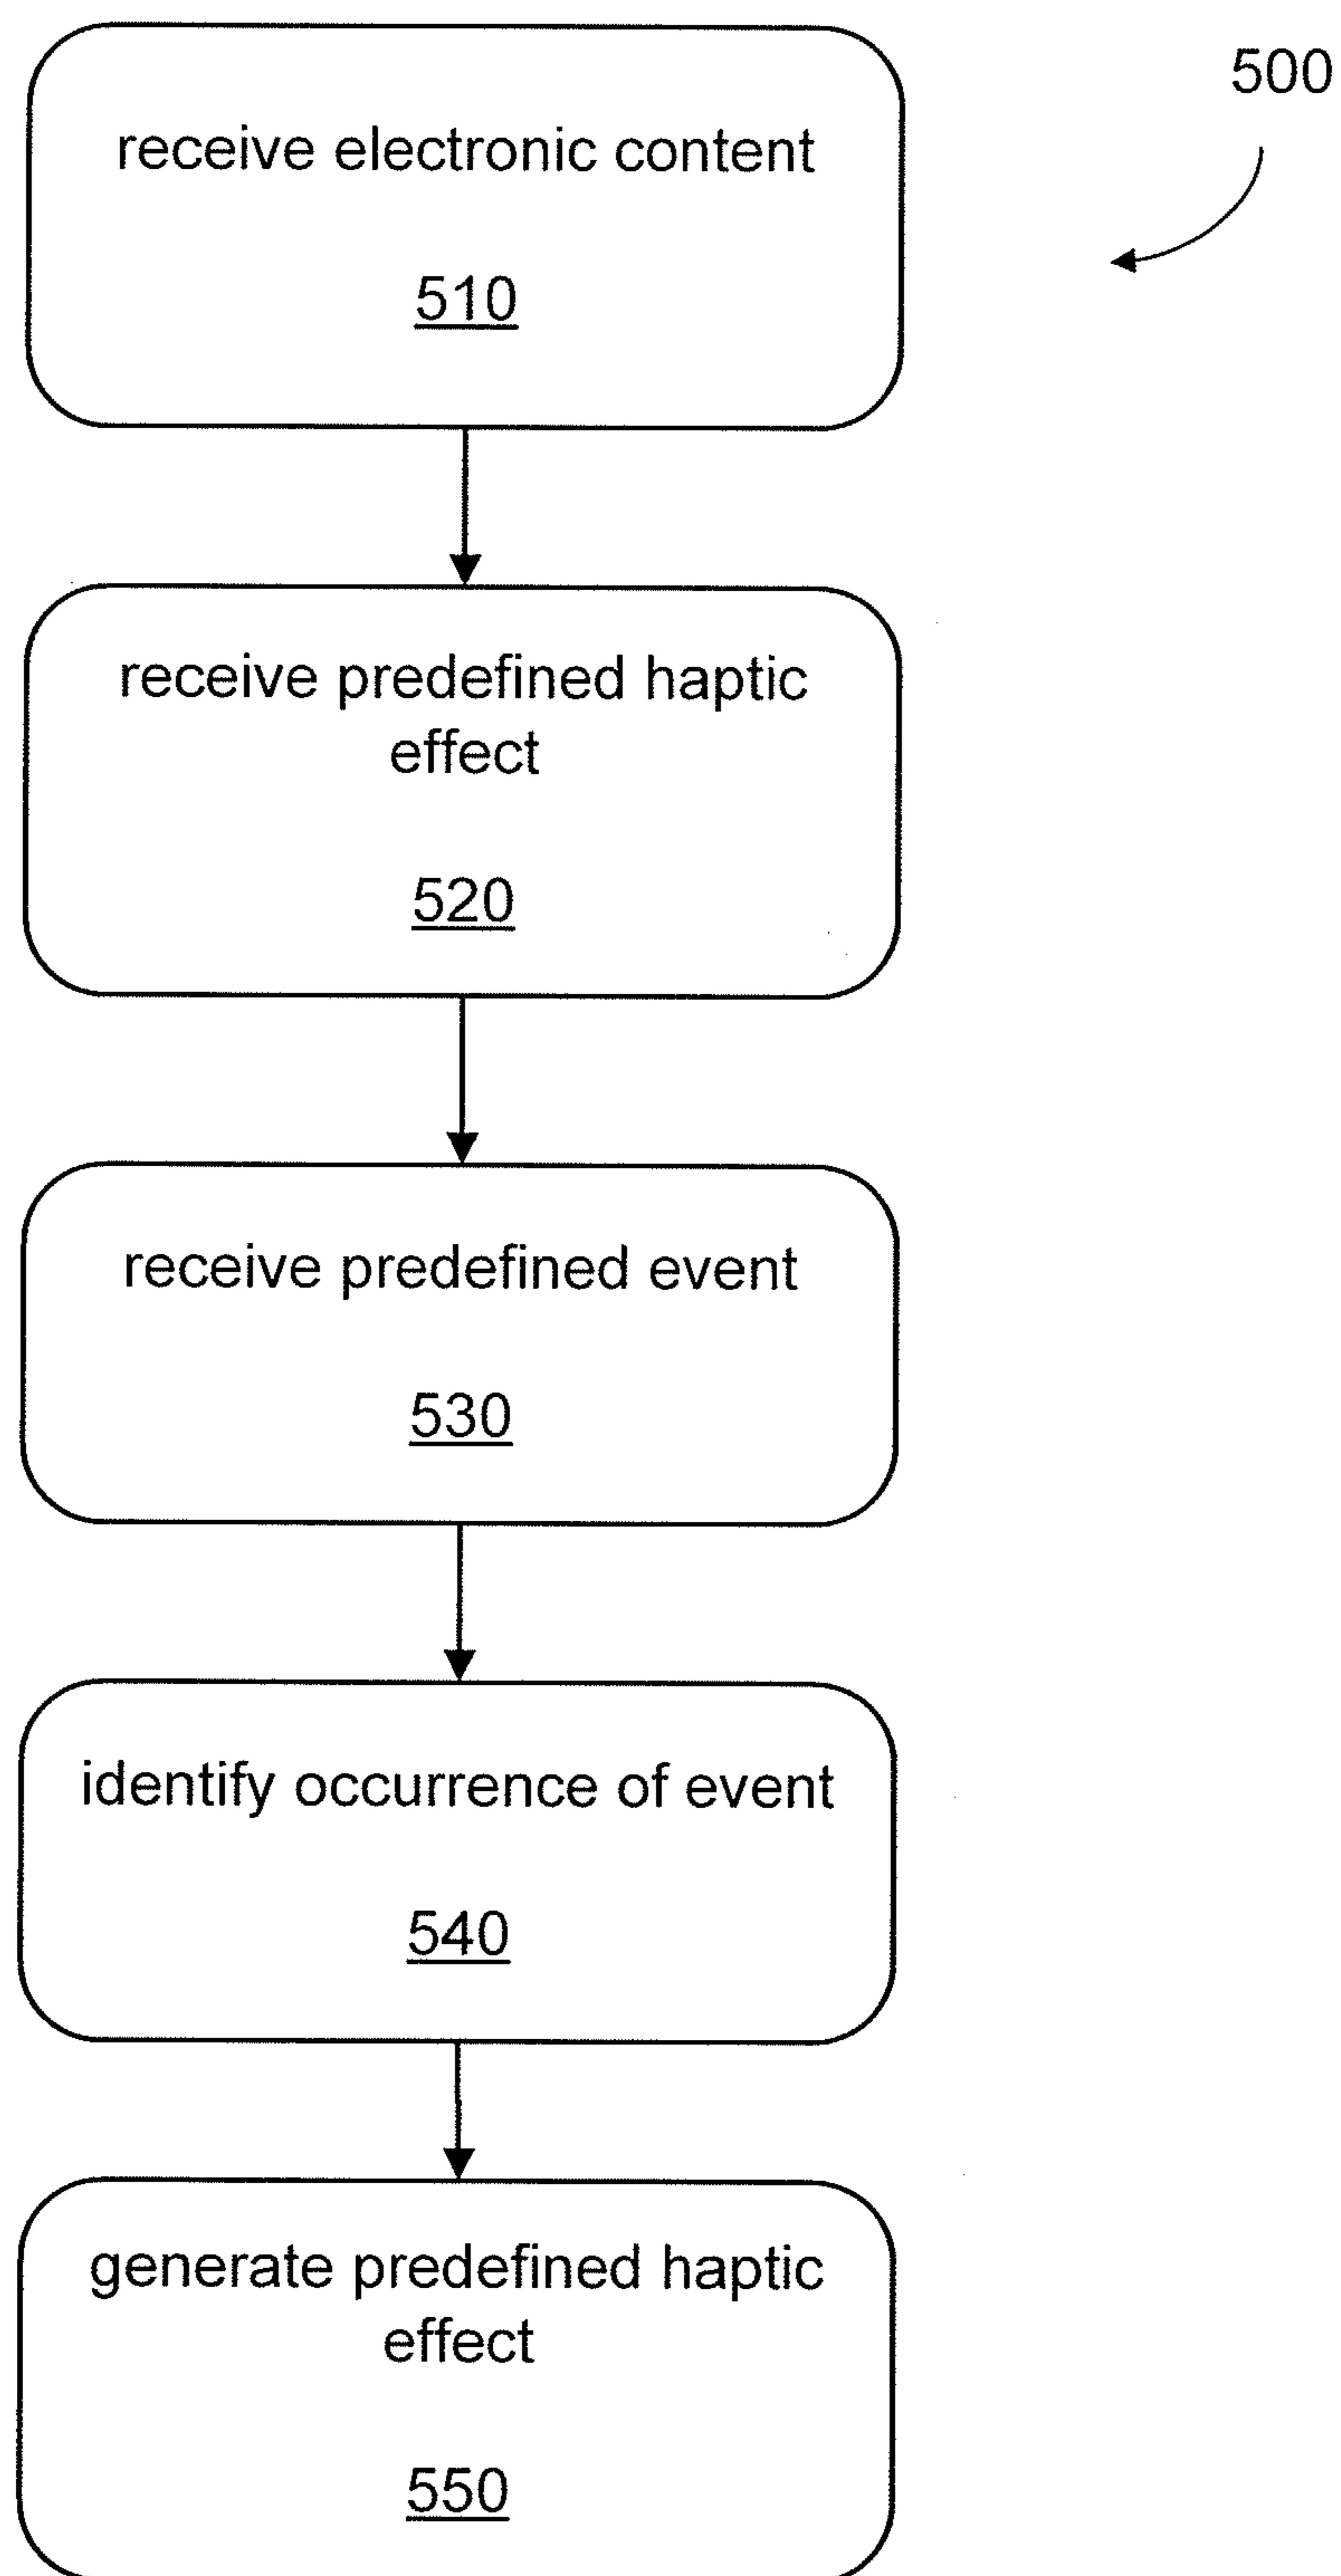 500
receive electronic content
510
receive predefined haptic
effect
520
receive predefined event
530
identify occurrence of event
540
generate predefined haptic
effect
550